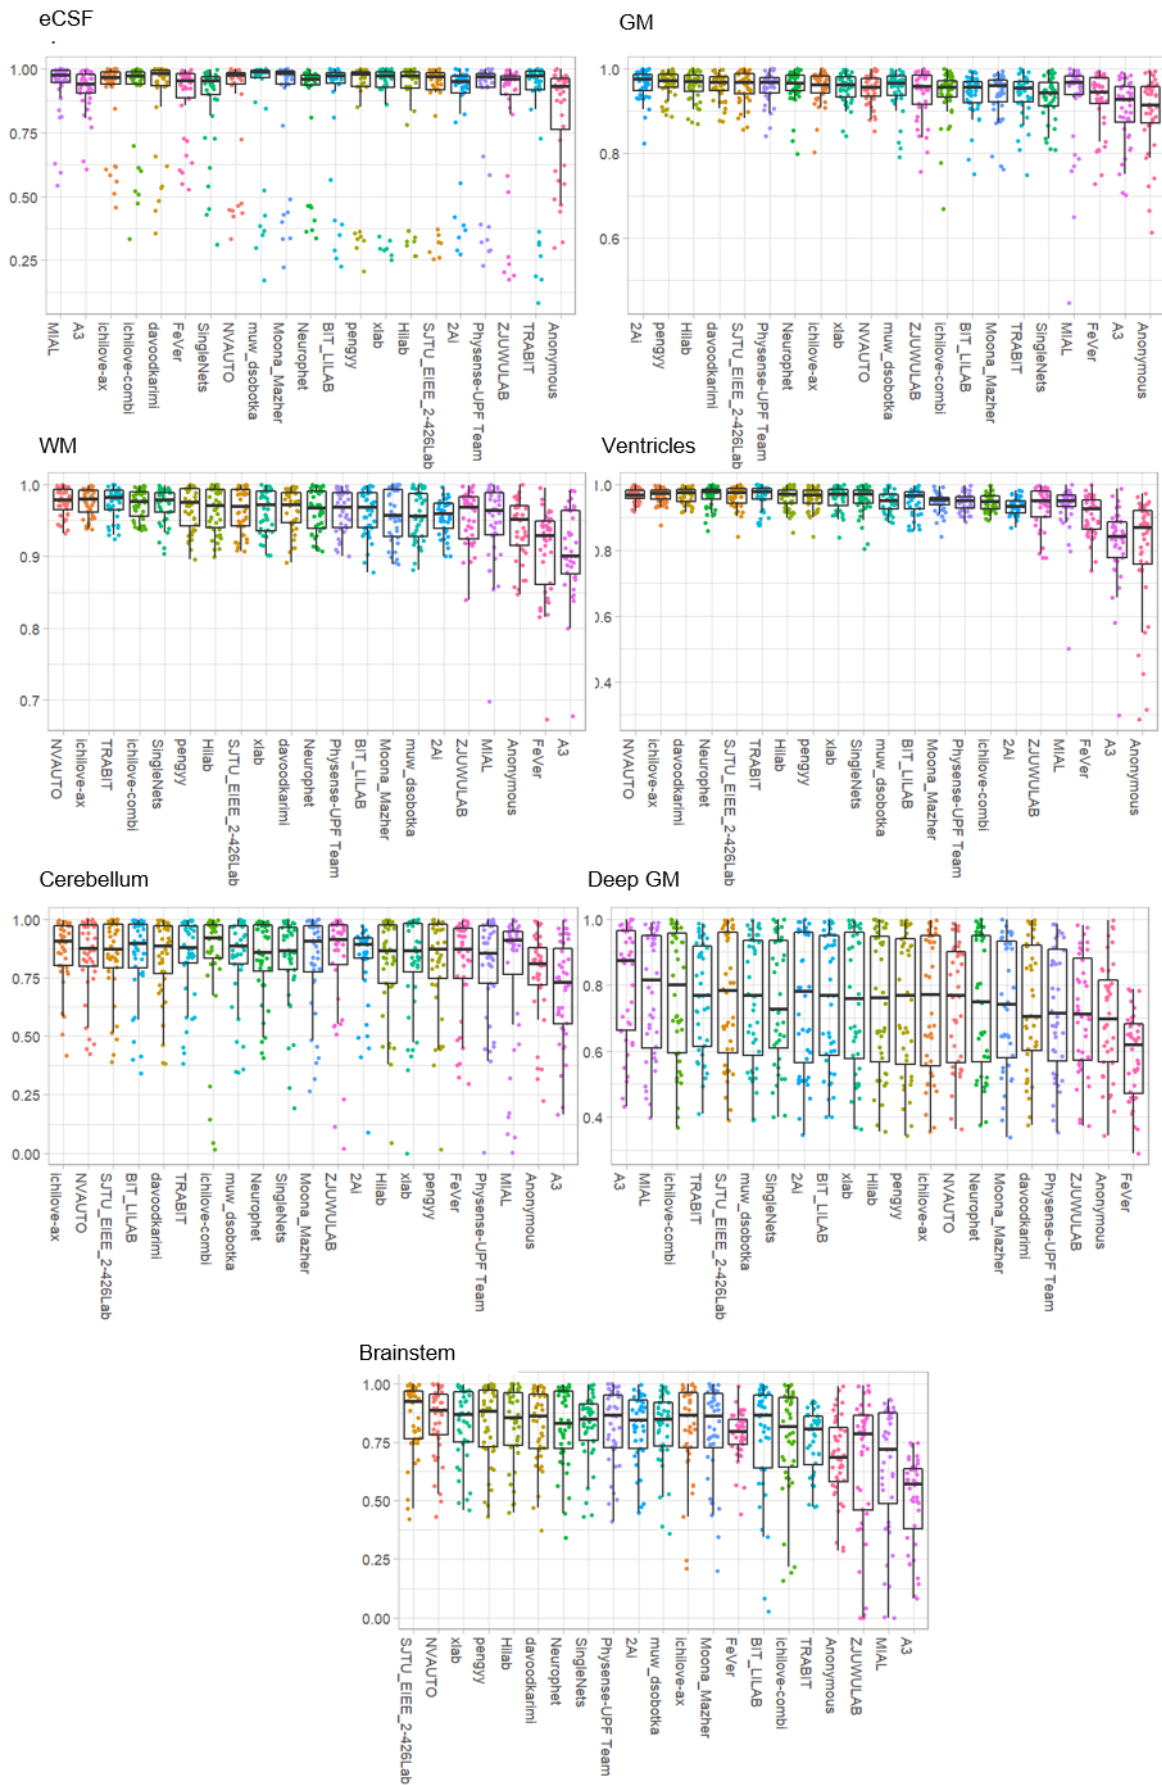 eCSF
1.00
0.75
0.50
0.25
MIAL
A3
ichilove-ax
ichilove-combi
davoodkarimi
FeVer
SingleNets
NVAUTO
muw_dsobotka
Moona_Mazher
Neurophet
BIT_LILAB
pengyy
xlab
Hilab
SJTU_EIEE_2-426Lab
2Ai
Physense-UPF Team
ZJUWULAB
TRABIT
Anonymous
GM
1.0
0.8
0.6
2Ai
pengyy
Hilab
davoodkarimi
SJTU_EIEE_2-426Lab
Physense-UPF Team
Neurophet
ichilove-ax
xlab
NVAUTO
muw_dsobotka
ZJUWULAB
ichilove-combi
BIT_LILAB
Moona_Mazher
TRABIT
SingleNets
MIAL
FeVer
A3
Anonymous
WM
1.0
0.9
0.8
0.7
NVAUTO
ichilove-ax
TRABIT
ichilove-combi
SingleNets
pengyy
Hilab
SJTU_EIEE_2-426Lab
xlab
davoodkarimi
Neurophet
Physense-UPF Team
BIT_LILAB
Moona_Mazher
muw_dsobotka
2Ai
ZJUWULAB
MIAL
Anonymous
FeVer
A3
Ventricles
1.0
0.8
0.6
0.4
NVAUTO
ichilove-ax
davoodkarimi
Neurophet
SJTU_EIEE_2-426Lab
TRABIT
Hilab
pengyy
xlab
SingleNets
muw_dsobotka
BIT_LILAB
Moona_Mazher
Physense-UPF Team
ichilove-combi
2Ai
ZJUWULAB
MIAL
FeVer
A3
Anonymous
Cerebellum
1.00
0.75
0.50
0.25
0.00
ichilove-ax
NVAUTO
SJTU_EIEE_2-426Lab
BIT_LILAB
davoodkarimi
TRABIT
ichilove-combi
muw_dsobotka
Neurophet
SingleNets
Moona_Mazher
ZJUWULAB
2Ai
Hilab
xlab
pengyy
FeVer
Physense-UPF Team
MIAL
Anonymous
A3
Deep GM
1.0
0.8
0.6
0.4
A3
MIAL
ichilove-combi
TRABIT
SJTU_EIEE_2-426Lab
muw_dsobotka
SingleNets
2Ai
BIT_LILAB
xlab
Hilab
pengyy
ichilove-ax
NVAUTO
Neurophet
Moona_Mazher
davoodkarimi
Physense-UPF Team
ZJUWULAB
Anonymous
FeVer
Brainstem
1.00
0.75
0.50
0.25
0.00
SJTU_EIEE_2-426Lab
NVAUTO
xlab
pengyy
Hilab
davoodkarimi
Neurophet
SingleNets
Physense-UPF Team
2Ai
muw_dsobotka
ichilove-ax
Moona_Mazher
FeVer
BIT_LILAB
ichilove-combi
TRABIT
Anonymous
ZJUWULAB
MIAL
A3